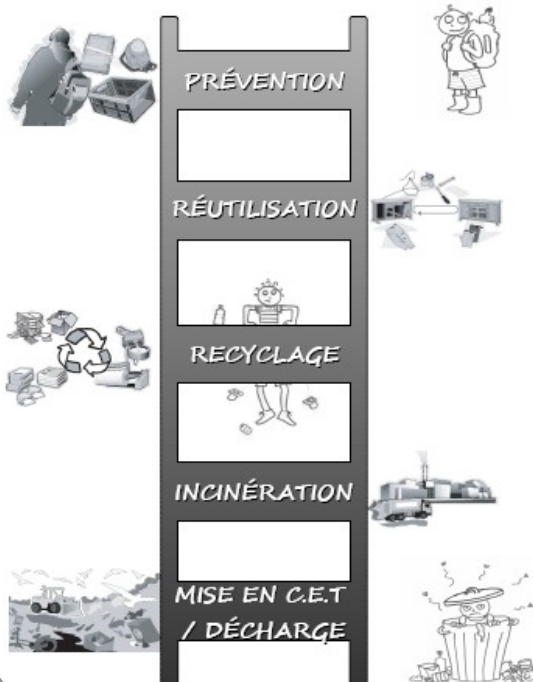 PRÉVENTION
RÉUTILISATION
RECYCLAGE
INCINÉRATION
MISE EN C.E.T
/ DÉCHARGE